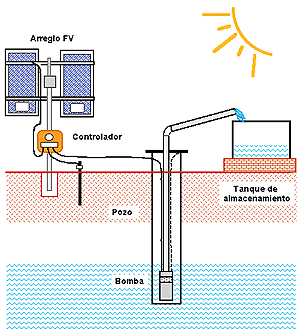 Arreglo FV
Controlador
Tanque de
almacenamiento
Pozo
Bomba